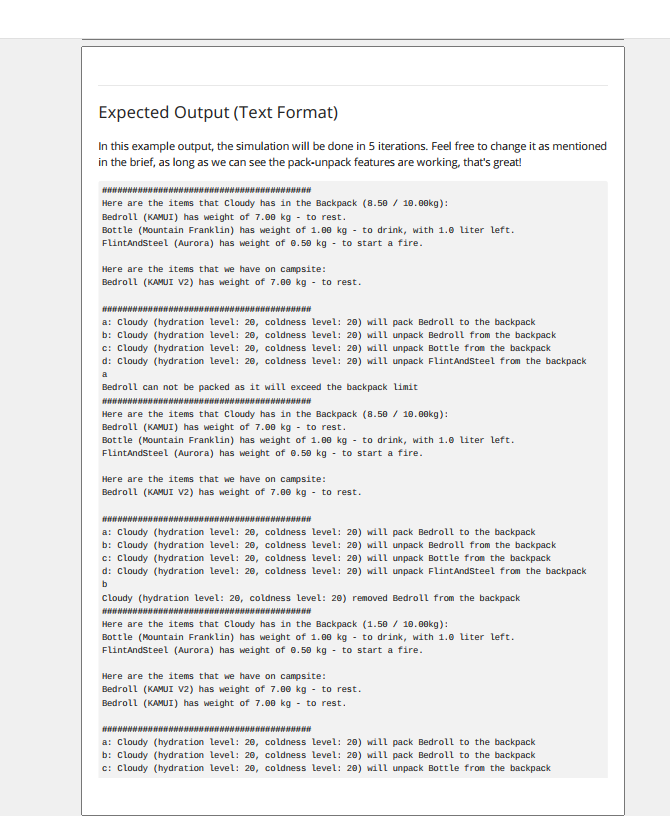 Expected Output (Text Format)
In this example output, the simulation will be done in 5 iterations. Feel free to change it as mentioned
in the brief, as long as we can see the pack-unpack features are working, that's great!
#########################################
Here are the items that Cloudy has in the Backpack (8.50 / 10.00kg):
Bedroll (KAMUI) has weight of 7.00 kg - to rest.
Bottle (Mountain Franklin) has weight of 1.00 kg - to drink, with 1.0 liter left.
FlintAndSteel (Aurora) has weight of 0.50 kg - to start a fire.

Here are the items that we have on campsite:
Bedroll (KAMUI V2) has weight of 7.00 kg - to rest.

#########################################
a: Cloudy (hydration level: 20, coldness level: 20) will pack Bedroll to the backpack
b: Cloudy (hydration level: 20, coldness level: 20) will unpack Bedroll from the backpack
c: Cloudy (hydration level: 20, coldness level: 20) will unpack Bottle from the backpack
d: Cloudy (hydration level: 20, coldness level: 20) will unpack FlintAndSteel from the backpack
a
Bedroll can not be packed as it will exceed the backpack limit
#########################################
Here are the items that Cloudy has in the Backpack (8.50 / 10.00kg):
Bedroll (KAMUI) has weight of 7.00 kg - to rest.
Bottle (Mountain Franklin) has weight of 1.00 kg - to drink, with 1.0 liter left.
FlintAndSteel (Aurora) has weight of 0.50 kg - to start a fire.

Here are the items that we have on campsite:
Bedroll (KAMUI V2) has weight of 7.00 kg - to rest.

#########################################
a: Cloudy (hydration level: 20, coldness level: 20) will pack Bedroll to the backpack
b: Cloudy (hydration level: 20, coldness level: 20) will unpack Bedroll from the backpack
c: Cloudy (hydration level: 20, coldness level: 20) will unpack Bottle from the backpack
d: Cloudy (hydration level: 20, coldness level: 20) will unpack FlintAndSteel from the backpack
b
Cloudy (hydration level: 20, coldness level: 20) removed Bedroll from the backpack
#########################################
Here are the items that Cloudy has in the Backpack (1.50 / 10.00kg):
Bottle (Mountain Franklin) has weight of 1.00 kg - to drink, with 1.0 liter left.
FlintAndSteel (Aurora) has weight of 0.50 kg - to start a fire.

Here are the items that we have on campsite:
Bedroll (KAMUI V2) has weight of 7.00 kg - to rest.
Bedroll (KAMUI) has weight of 7.00 kg - to rest.

#########################################
a: Cloudy (hydration level: 20, coldness level: 20) will pack Bedroll to the backpack
b: Cloudy (hydration level: 20, coldness level: 20) will pack Bedroll to the backpack
c: Cloudy (hydration level: 20, coldness level: 20) will unpack Bottle from the backpack